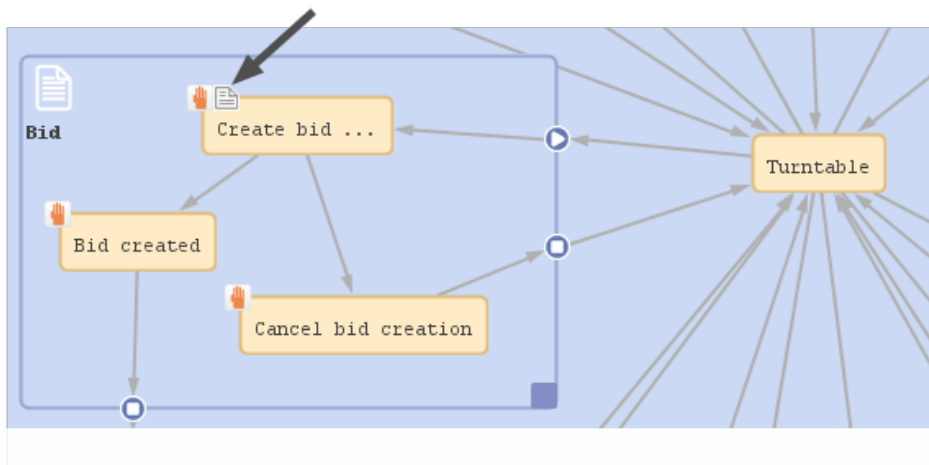 Bid
Create bid ...
Turntable
Bid created
Cancel bid creation